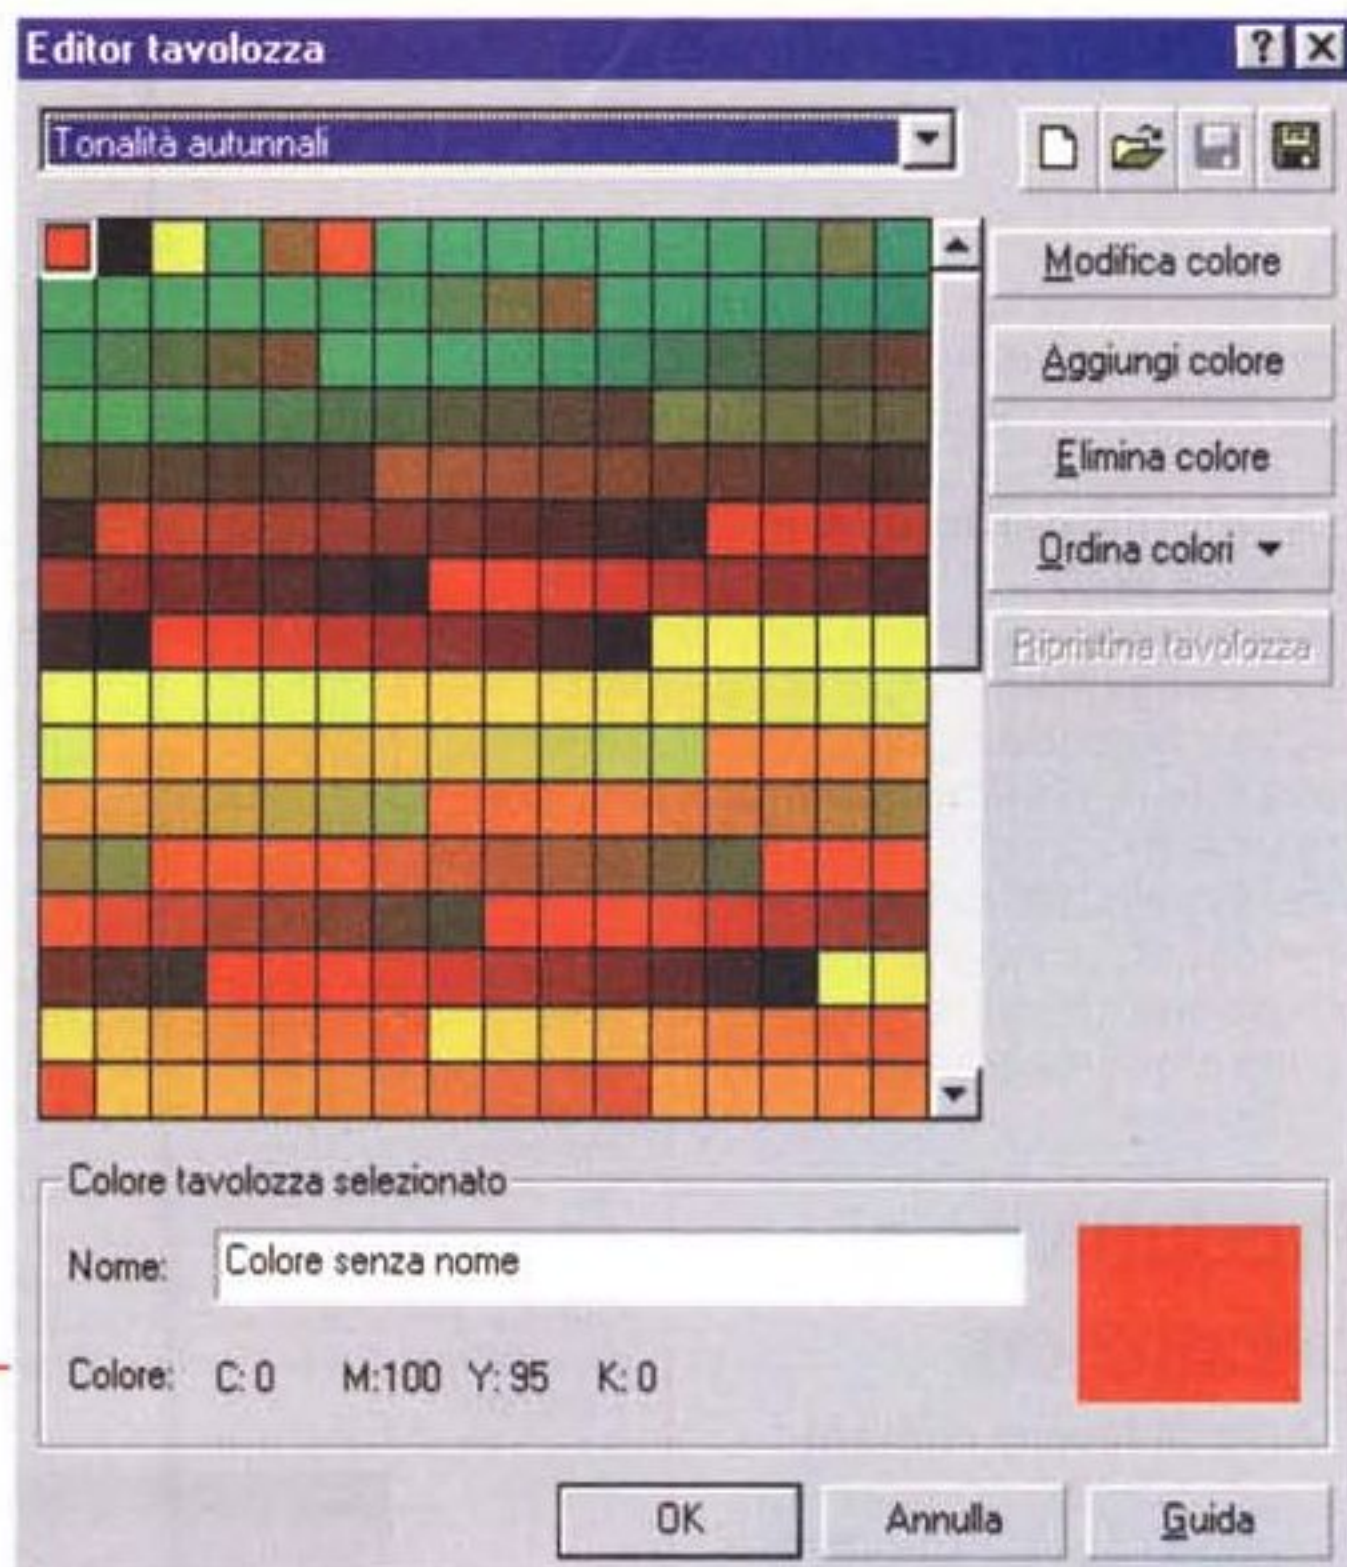 Editor tavolozza
Tonalità autunnali
Modifica colore
Aggiungi colore
Elimina colore
Ordina colori
Ripristina tavolozza
Colore tavolozza selezionato
Nome: Colore senza nome
Colore: C: 0 M:100 Y: 95 K: 0
OK Annulla Guida